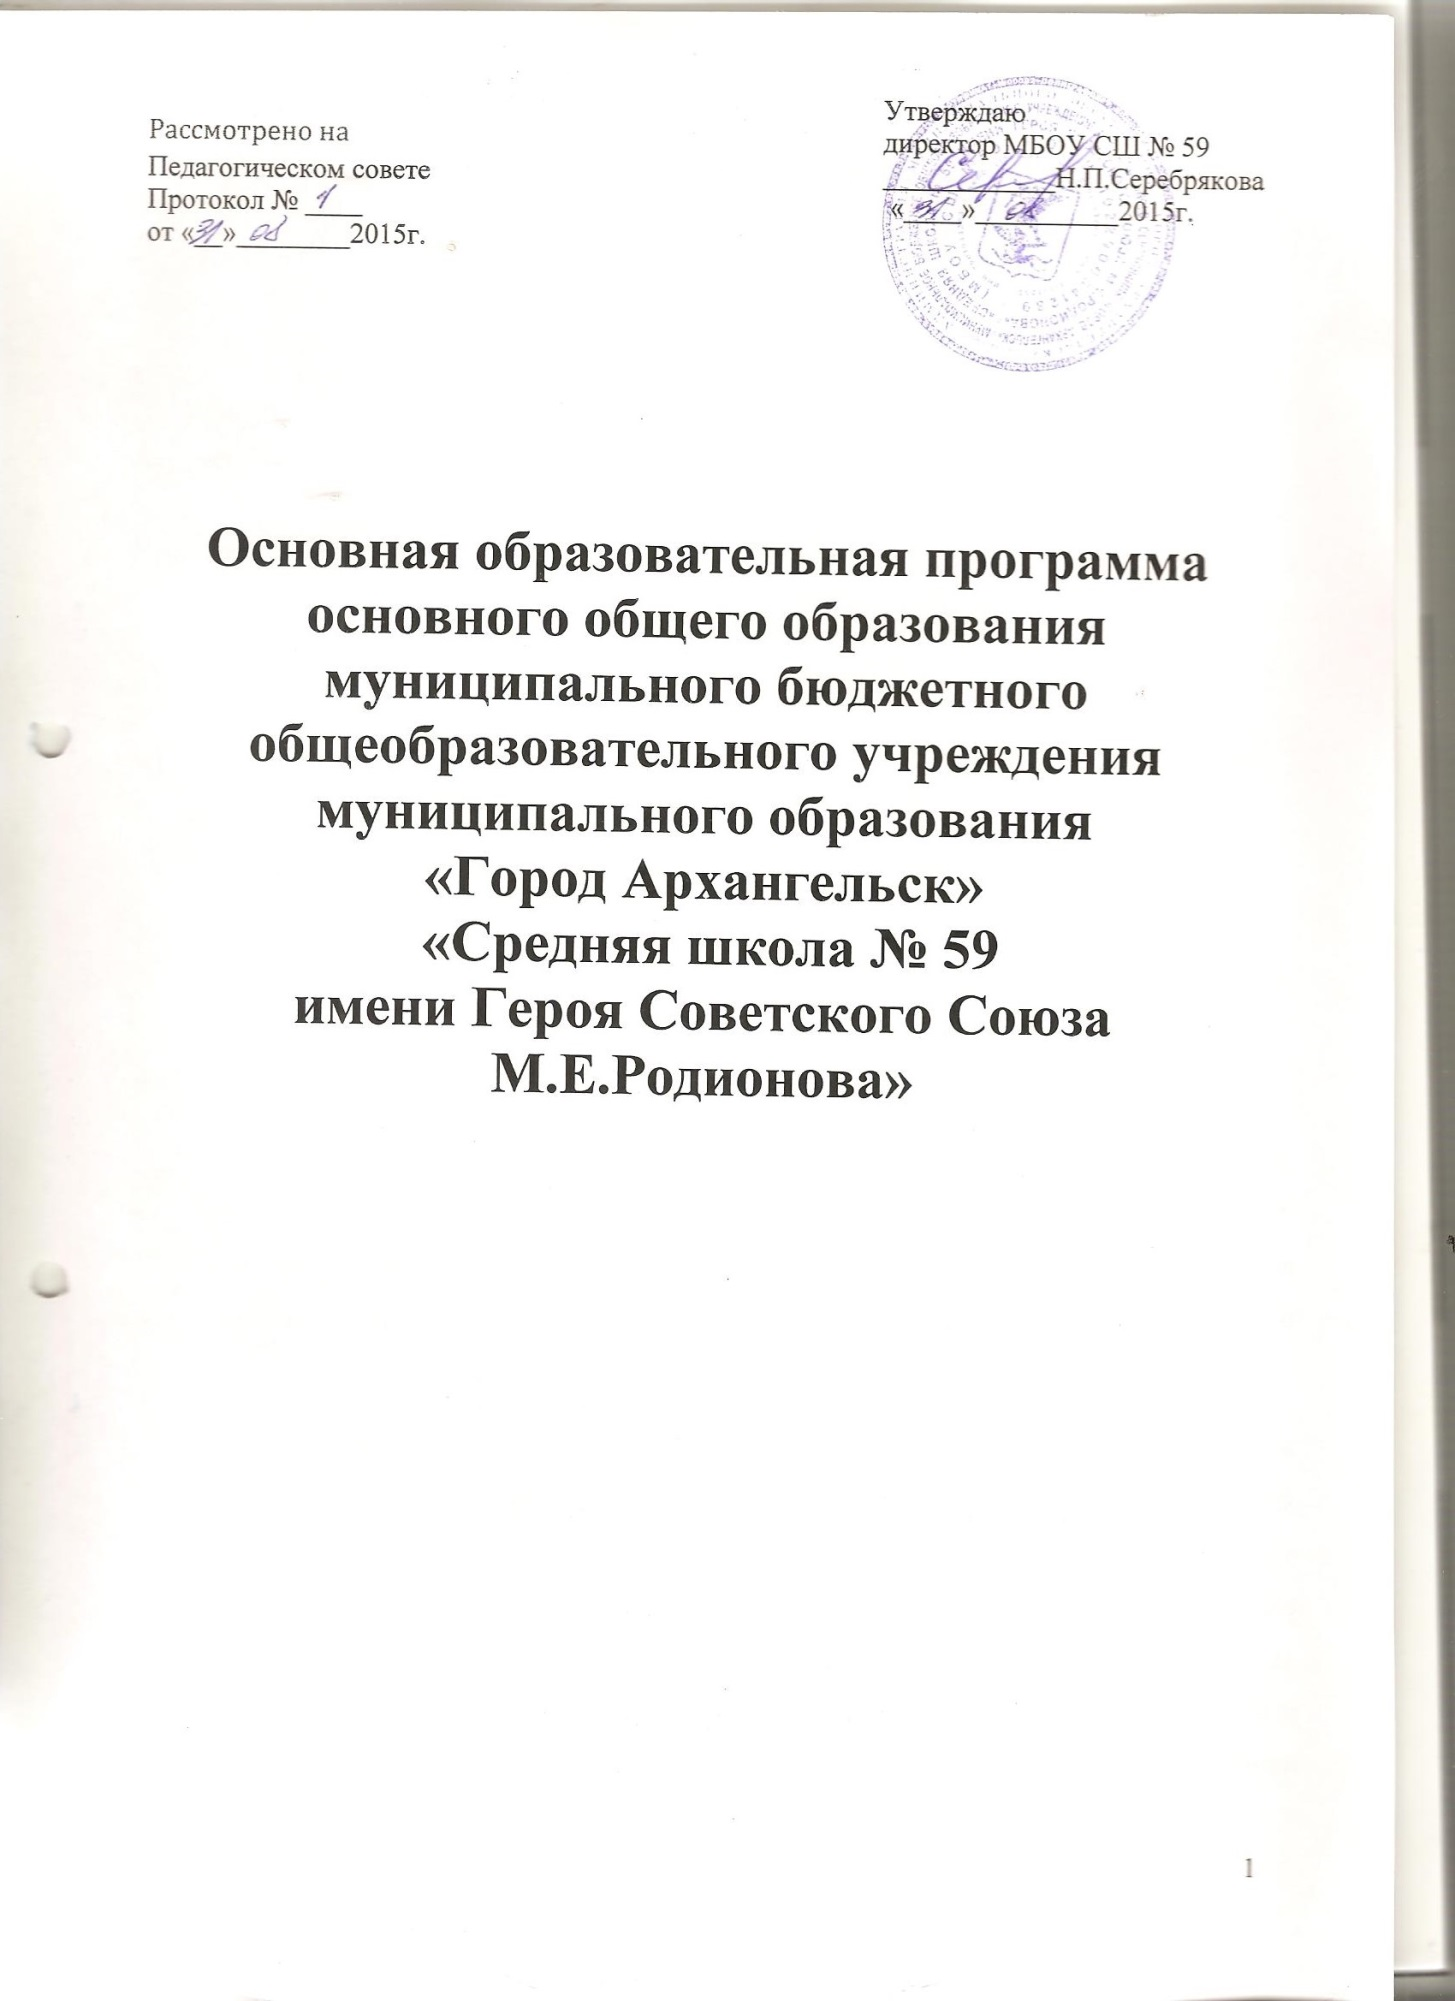 Рассмотрено на
Педагогическом совете
Протокол № 1
от «31» 08 2015г.
Утверждаю
директор МБОУ СШ № 59
Н.П.Серебрякова
«31» 08 2015г.
Основная образовательная программа
основного общего образования
муниципального бюджетного
общеобразовательного учреждения
муниципального образования
«Город Архангельск»
«Средняя школа № 59
имени Героя Советского Союза
М.Е.Родионова»
1